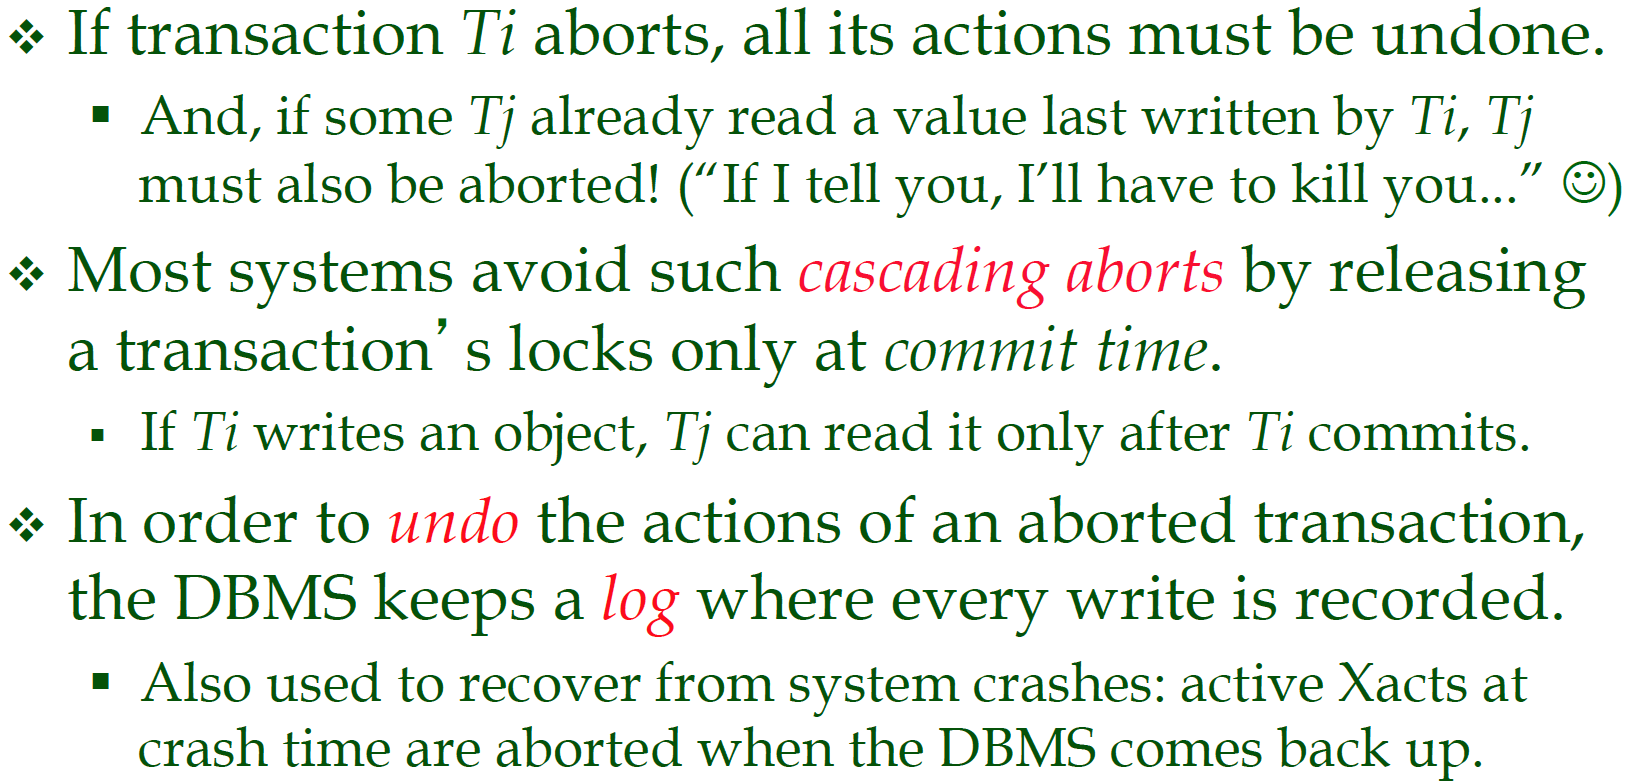 ❖ If transaction Ti aborts, all its actions must be undone.
▪ And, if some Tj already read a value last written by Ti, Tj
must also be aborted! (“If I tell you, I’ll have to kill you...” ☺)
❖ Most systems avoid such cascading aborts by releasing
a transaction’ s locks only at commit time.
▪ If Ti writes an object, Tj can read it only after Ti commits.
❖ In order to undo the actions of an aborted transaction,
the DBMS keeps a log where every write is recorded.
▪ Also used to recover from system crashes: active Xacts at
crash time are aborted when the DBMS comes back up.